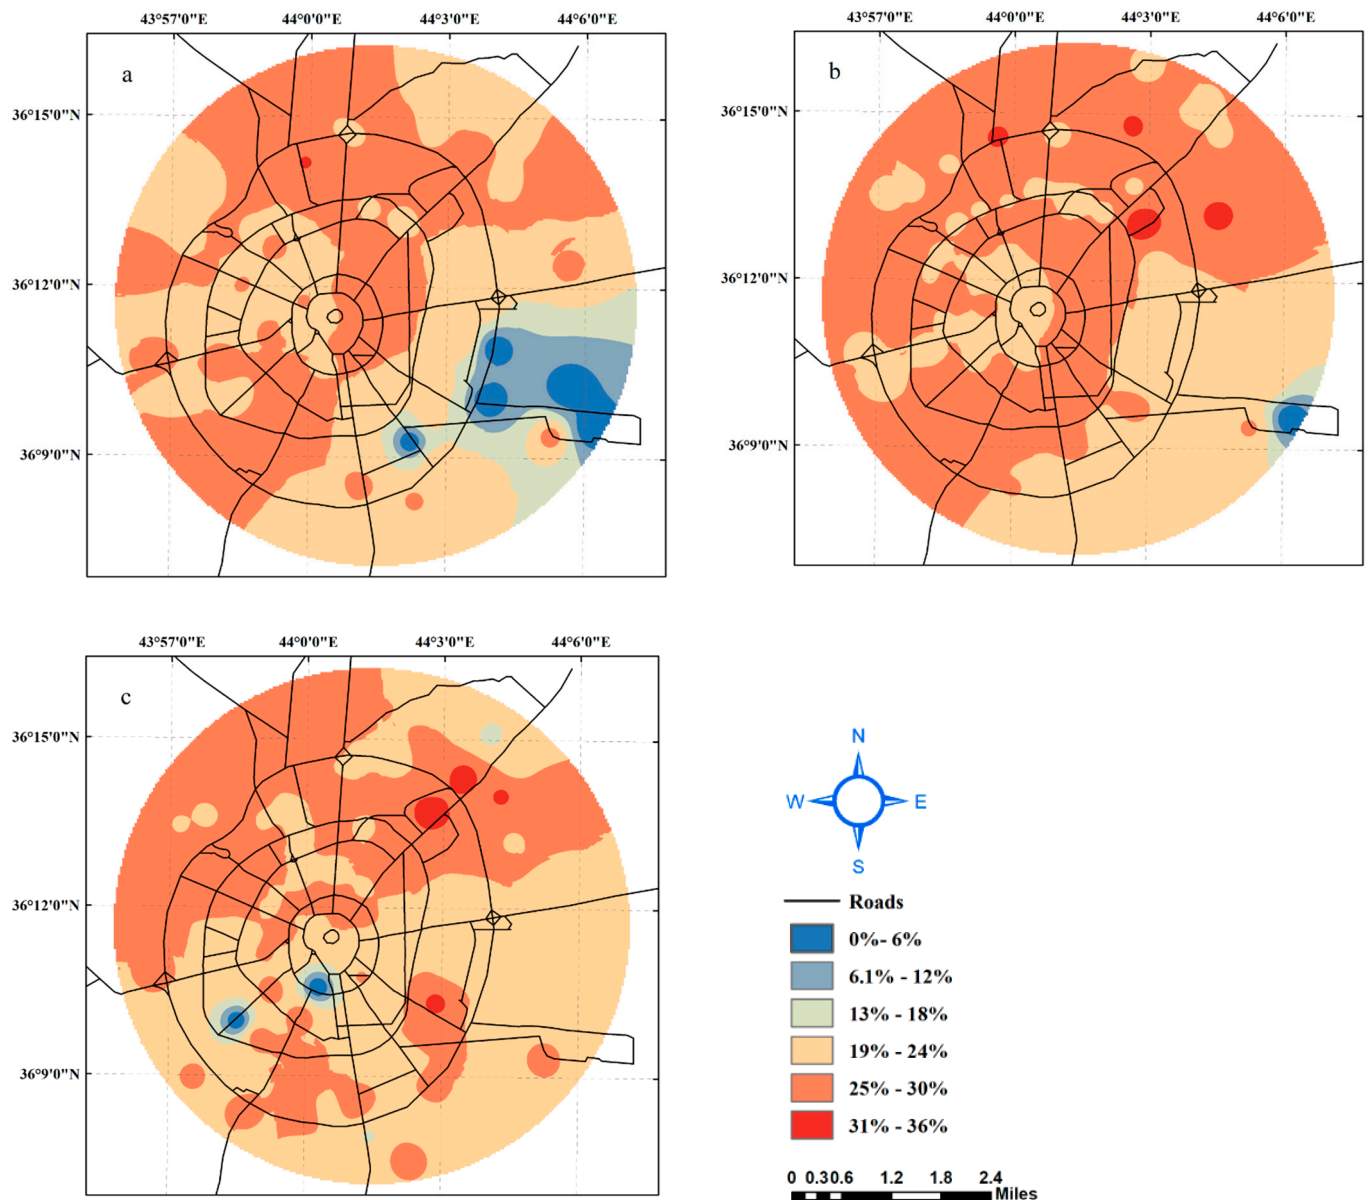 43°57'0"E 44°0'0"E 44°3'0"E 44°6'0"E
43°57'0"E 44°0'0"E 44°3'0"E 44°6'0"E
a
b
36°15'0"N
36°12'0"N
36°9'0"N
36°15'0"N
36°12'0"N
36°9'0"N
43°57'0"E 44°0'0"E 44°3'0"E 44°6'0"E
c
36°15'0"N
36°12'0"N
36°9'0"N
N
W E
S
Roads
0%- 6%
6.1% - 12%
13% - 18%
19% - 24%
25% - 30%
31% - 36%
0 0.30.6 1.2 1.8 2.4
Miles